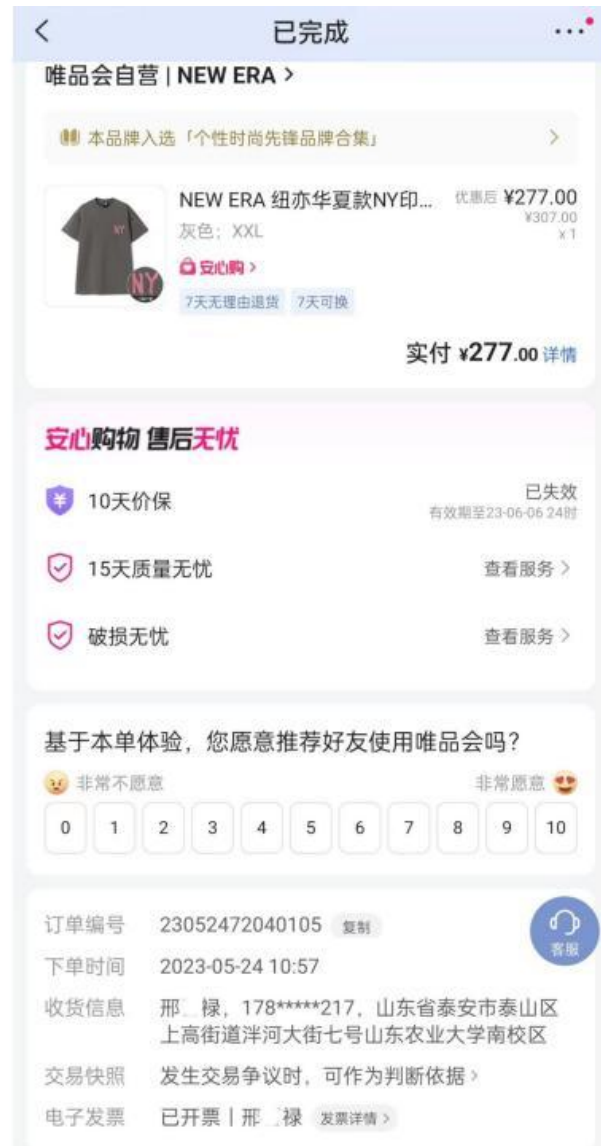 已完成
唯品会自营 | NEW ERA >
本品牌入选「个性时尚先锋品牌合集」 >
NEW ERA 纽亦华夏款NY印... 优惠后 ¥277.00
灰色；XXL ¥307.00
x 1
安心购 >
7天无理由退货 7天可换
NY
NY
实付 ¥277.00 详情
安心购物 售后无忧
10天价保 已失效
有效期至23-06-06 24时
15天质量无忧 查看服务 >
破损无忧 查看服务 >
基于本单体验，您愿意推荐好友使用唯品会吗？
非常不愿意 非常愿意
0 1 2 3 4 5 6 7 8 9 10
订单编号 23052472040105 复制
客服
下单时间 2023-05-24 10:57
收货信息 邢 禄，178*****217，山东省泰安市泰山区
上高街道泮河大街七号山东农业大学南校区
交易快照 发生交易争议时，可作为判断依据 >
电子发票 已开票 | 邢 禄 发票详情 >